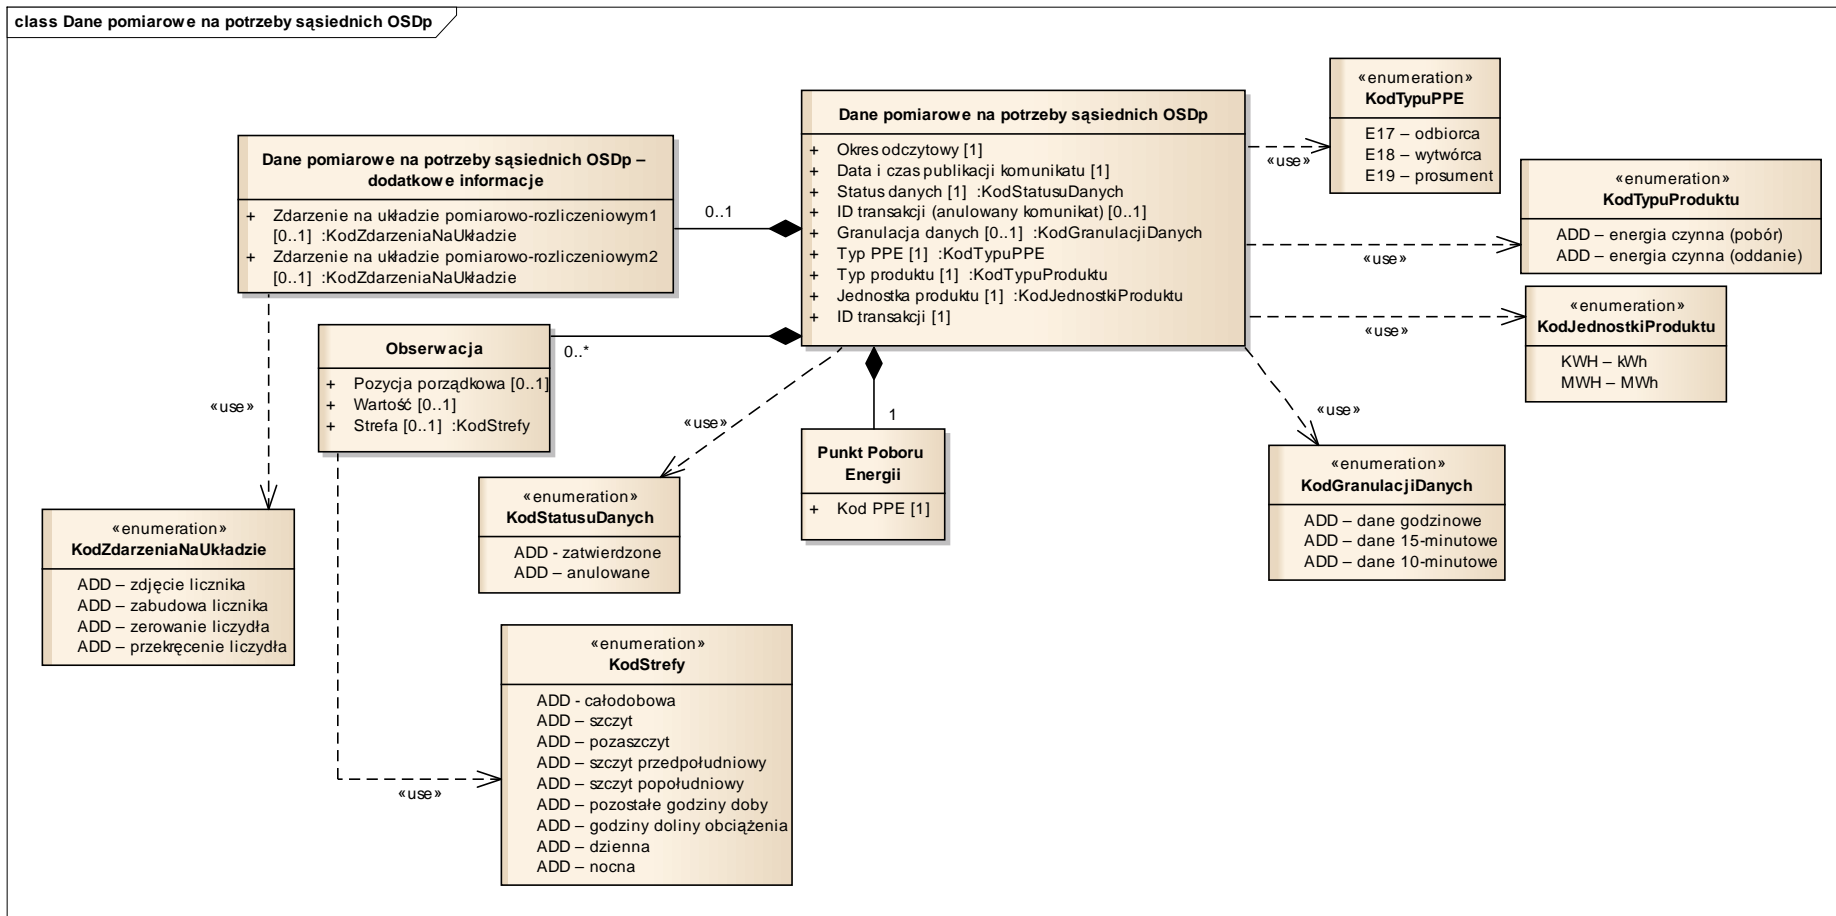 class Dane pomiarowe na potrzeby sąsiednich OSDp
Dane pomiarowe na potrzeby sąsiednich OSDp –
dodatkowe informacje
+ Zdarzenie na układzie pomiarowo-rozliczeniowym1
[0..1] :KodZdarzeniaNaUkładzie
+ Zdarzenie na układzie pomiarowo-rozliczeniowym2
[0..1] :KodZdarzeniaNaUkładzie
0..1
Dane pomiarowe na potrzeby sąsiednich OSDp
+ Okres odczytowy [1]
+ Data i czas publikacji komunikatu [1]
+ Status danych [1] :KodStatusuDanych
+ ID transakcji (anulowany komunikat) [0..1]
+ Granulacja danych [0..1] :KodGranulacjiDanych
+ Typ PPE [1] :KodTypuPPE
+ Typ produktu [1] :KodTypuProduktu
+ Jednostka produktu [1] :KodJednostkiProduktu
+ ID transakcji [1]
«use»
«enumeration»
KodTypuPPE
E17 – odbiorca
E18 – wytwórca
E19 – prosument
«use»
«enumeration»
KodTypuProduktu
ADD – energia czynna (pobór)
ADD – energia czynna (oddanie)
«use»
«enumeration»
KodJednostkiProduktu
KWH – kWh
MWH – MWh
Obserwacja
+ Pozycja porządkowa [0..1]
+ Wartość [0..1]
+ Strefa [0..1] :KodStrefy
0..*
«use»
«use»
1
«use»
Punkt Poboru
Energii
+ Kod PPE [1]
«enumeration»
KodGranulacjiDanych
ADD – dane godzinowe
ADD – dane 15-minutowe
ADD – dane 10-minutowe
«enumeration»
KodStatusuDanych
ADD - zatwierdzone
ADD – anulowane
«enumeration»
KodZdarzeniaNaUkładzie
ADD – zdjęcie licznika
ADD – zabudowa licznika
ADD – zerowanie liczydła
ADD – przekręcenie liczydła
«use»
«enumeration»
KodStrefy
ADD - całodobowa
ADD – szczyt
ADD – pozaszczyt
ADD – szczyt przedpołudniowy
ADD – szczyt popołudniowy
ADD – pozostałe godziny doby
ADD – godziny doliny obciążenia
ADD – dzienna
ADD – nocna